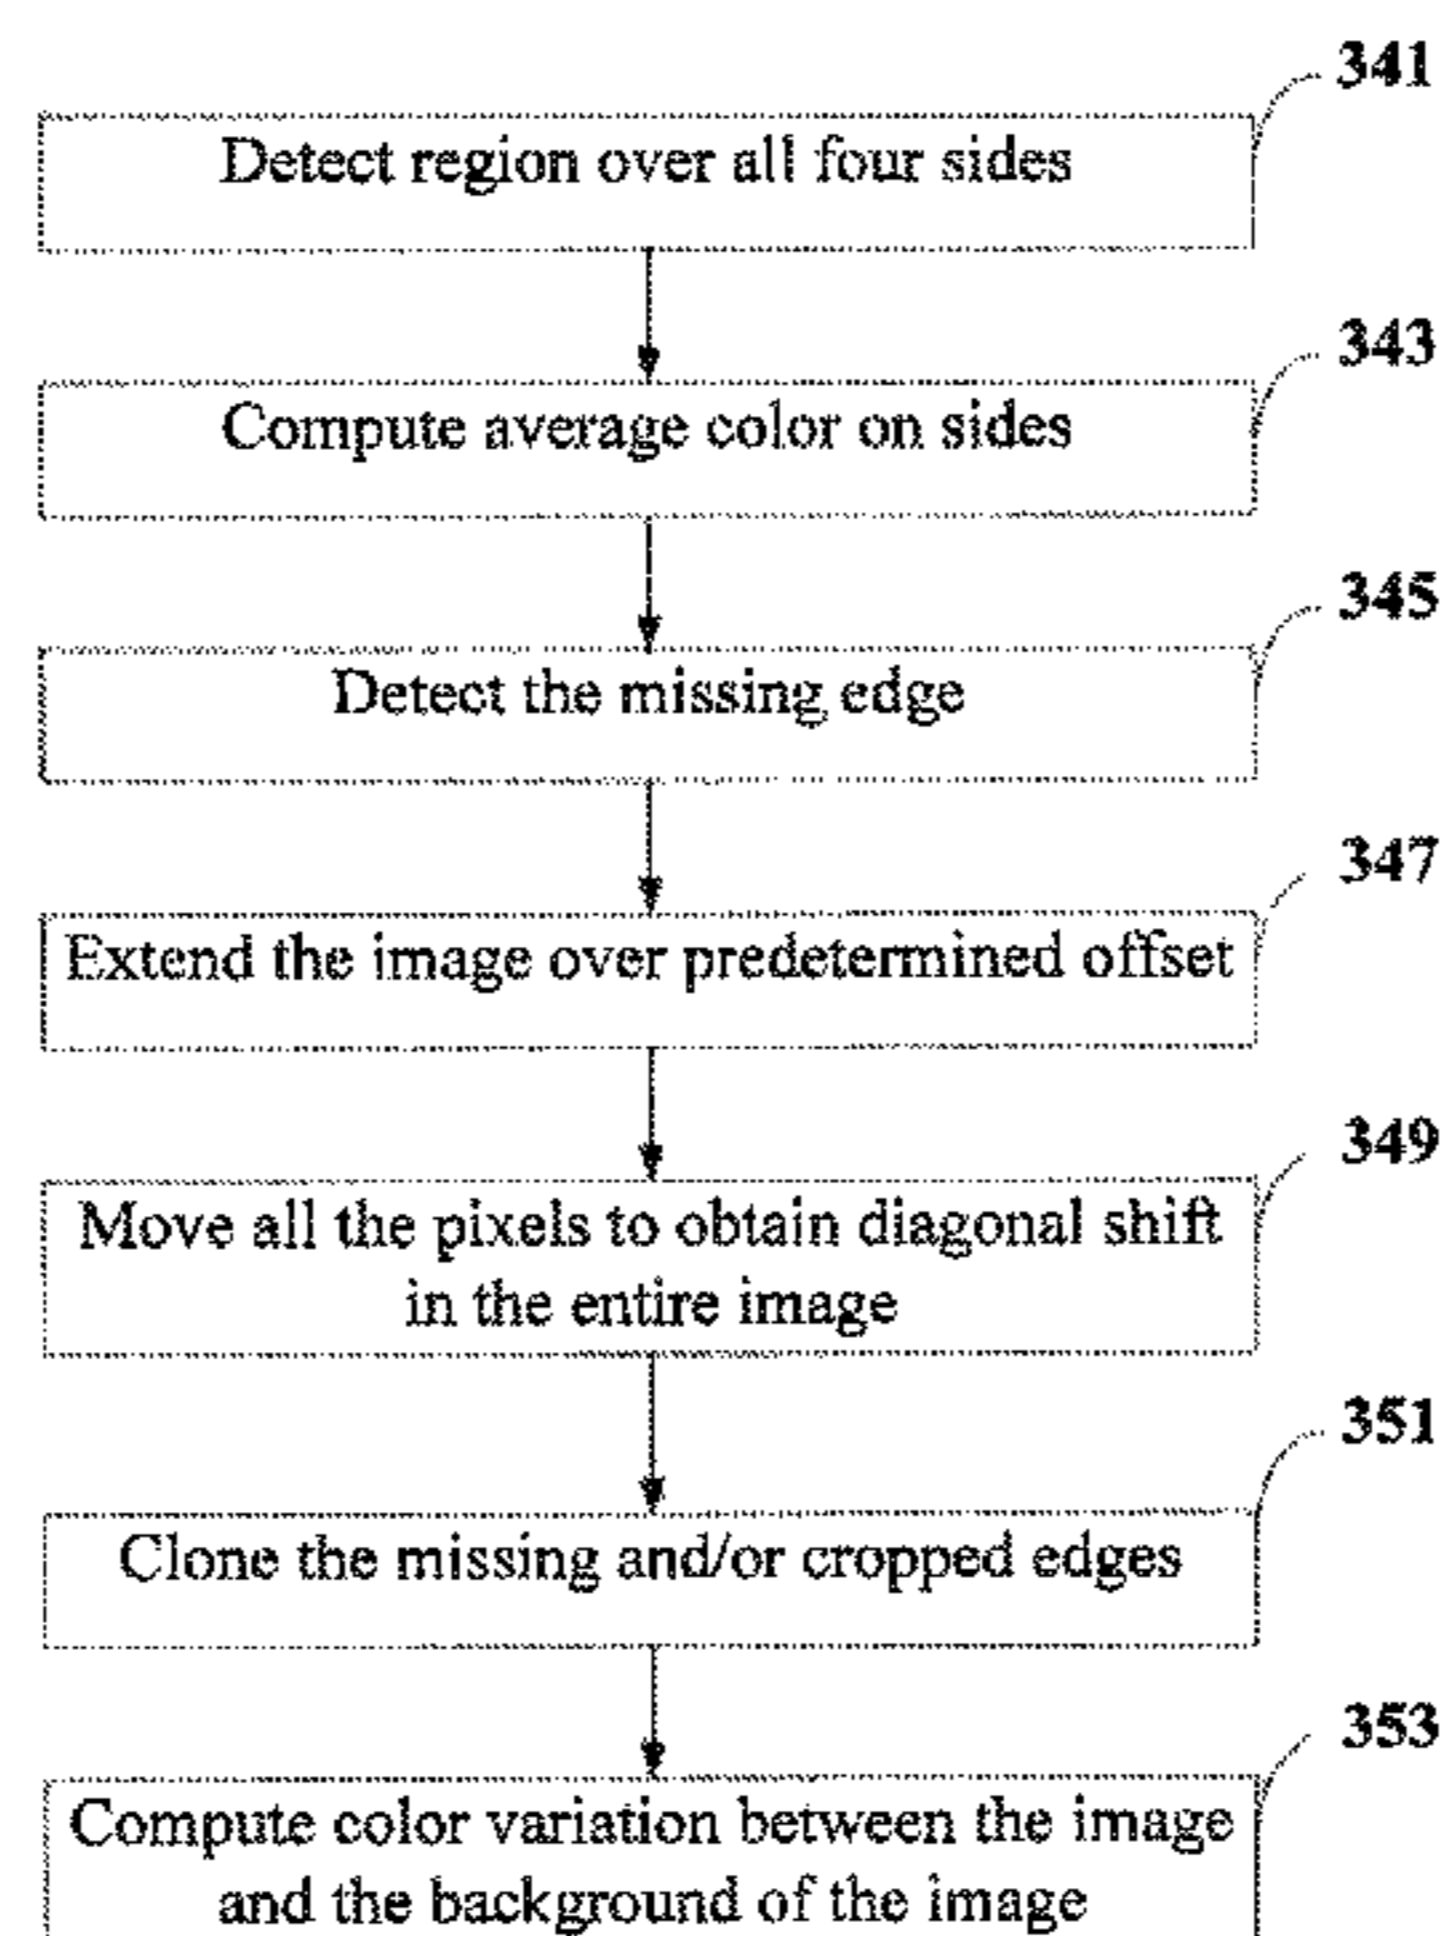 341
Detect region over all four sides
343
Compute average color on sides
345
Detect the missing edge
347
Extend the image over predetermined offset
349
Move all the pixels to obtain diagonal shift
in the entire image
351
Clone the missing and/or cropped edges
353
Compute color variation between the image
and the background of the image